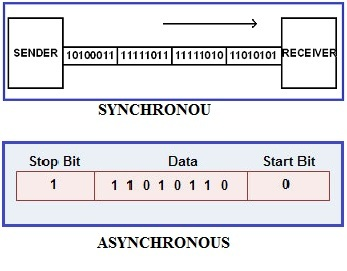 SENDER 10100011 11111011 11111010 11010101 RECEIVER
SYNCHRONOU
Stop Bit Data Start Bit
1 1 1 0 1 0 1 1 0 0
ASYNCHRONOUS